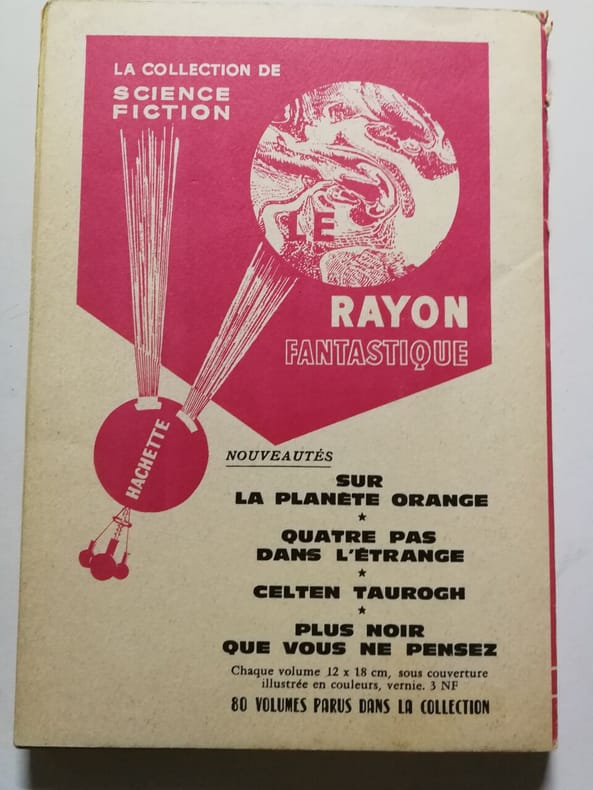 LA COLLECTION DE
SCIENCE
FICTION
LE
RAYON
FANTASTIQUE
HACHETTE
NOUVEAUTÉS
SUR
LA PLANÈTE ORANGE
★
QUATRE PAS
DANS L'ÉTRANGE
★
CELTEN TAUROGH
★
PLUS NOIR
QUE VOUS NE PENSEZ
Chaque volume 12 x 18 cm, sous couverture
illustrée en couleurs, vernie. 3 NF
80 VOLUMES PARUS DANS LA COLLECTION